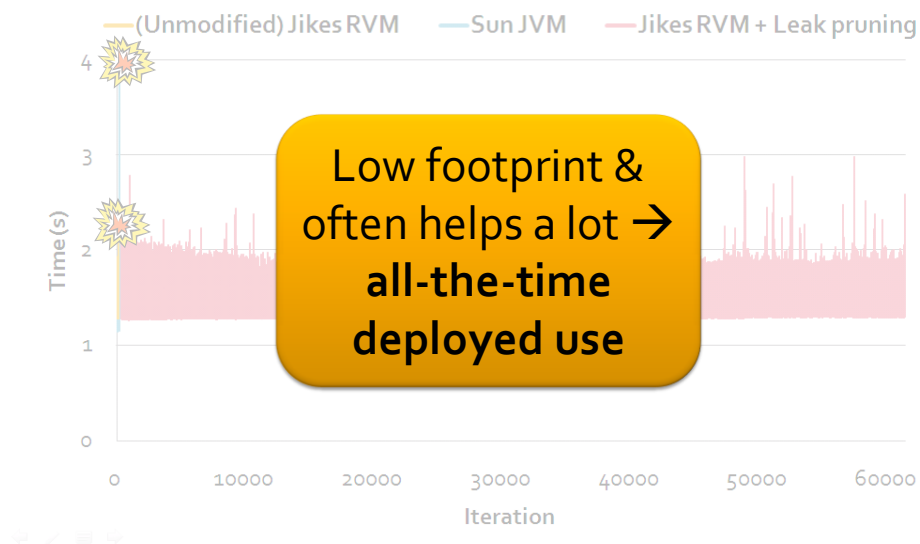 (Unmodified) Jikes RVM Sun JVM Jikes RVM + Leak pruning
4
3
2
1
0
Time (s)
Low footprint &
often helps a lot →
all-the-time
deployed use
0 10000 20000 30000 40000 50000 60000
Iteration